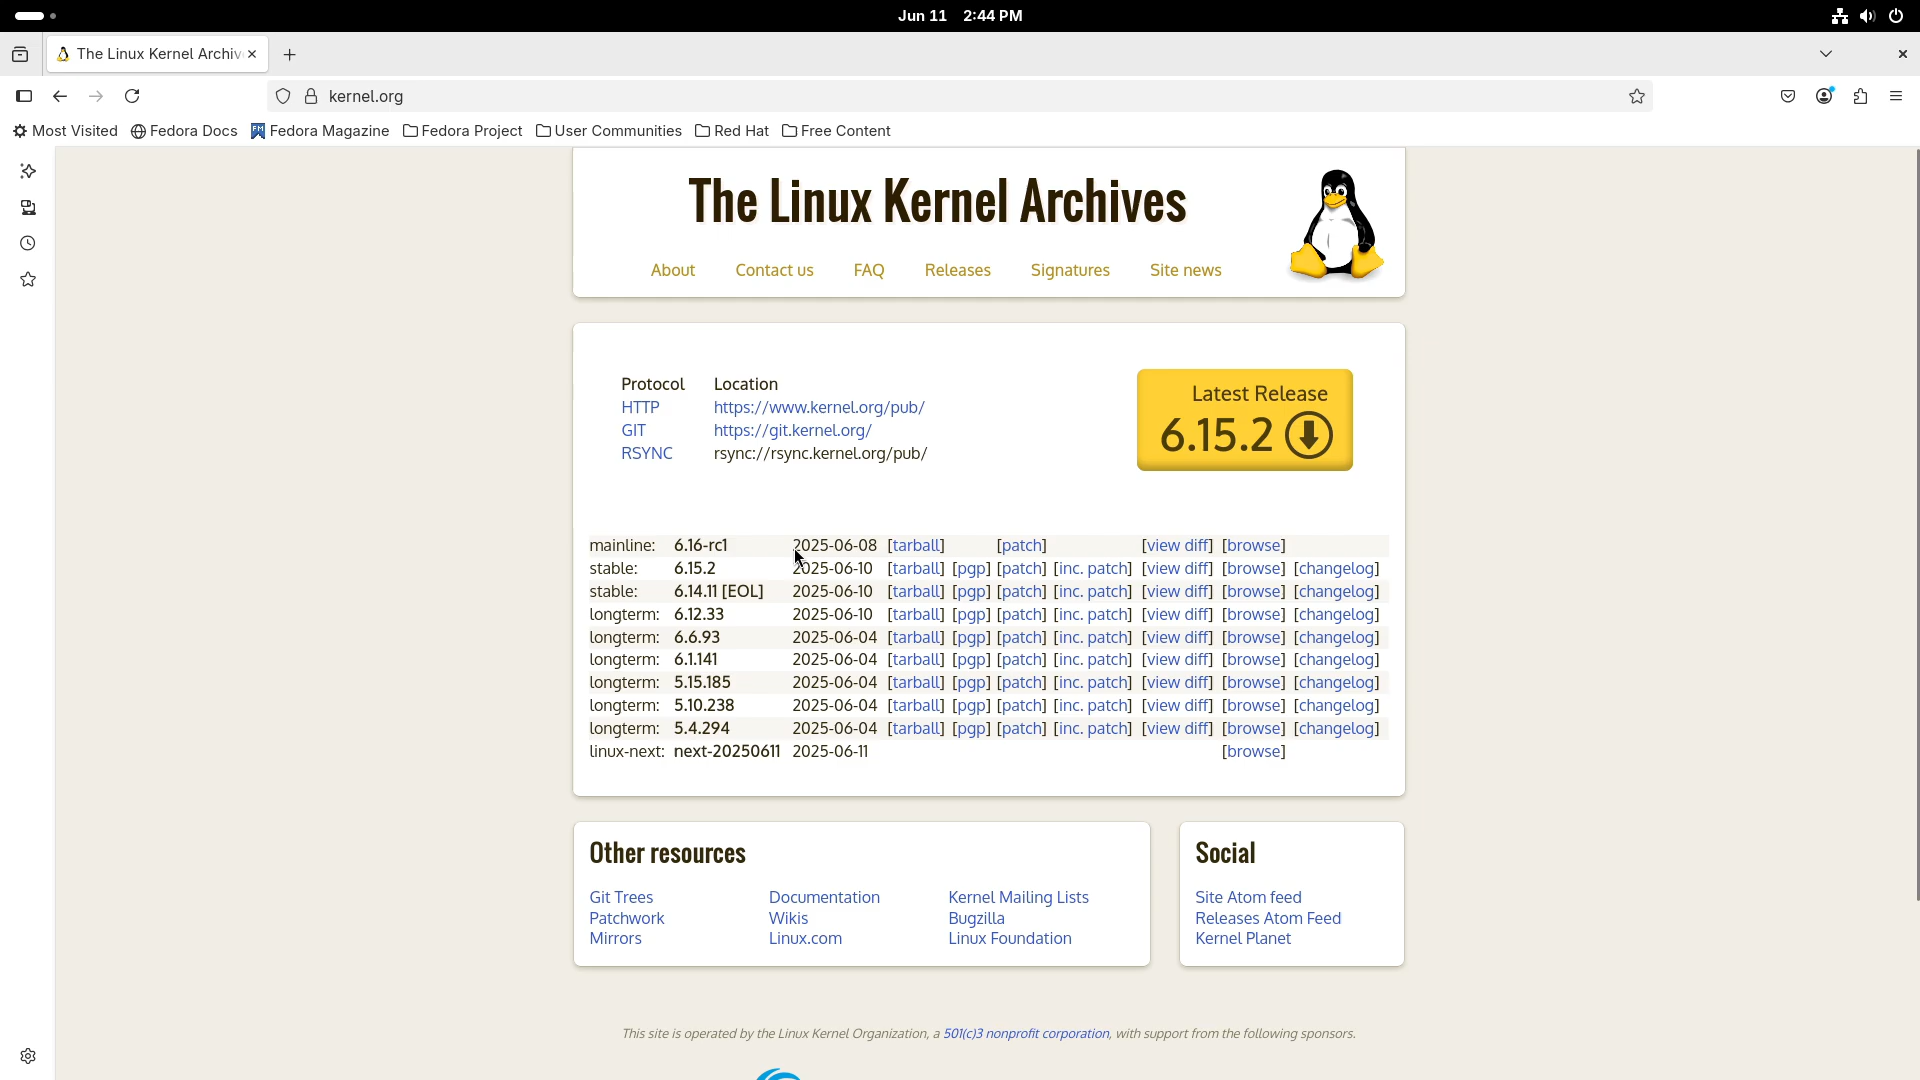 Jun 11 2:44 PM
The Linux Kernel Archiv
kernel.org
Most Visited Fedora Docs Fedora Magazine Fedora Project User Communities Red Hat Free Content
The Linux Kernel Archives
About Contact us FAQ Releases Signatures Site news
Protocol Location
HTTP https://www.kernel.org/pub/
GIT https://git.kernel.org/
RSYNC rsync://rsync.kernel.org/pub/
Latest Release
6.15.2
mainline: 6.16-rc1 2025-06-08 [tarball] [patch] [view diff] [browse]
stable: 6.15.2 2025-06-10 [tarball] [pgp] [patch] [inc. patch] [view diff] [browse] [changelog]
stable: 6.14.11 [EOL] 2025-06-10 [tarball] [pgp] [patch] [inc. patch] [view diff] [browse] [changelog]
longterm: 6.12.33 2025-06-10 [tarball] [pgp] [patch] [inc. patch] [view diff] [browse] [changelog]
longterm: 6.6.93 2025-06-04 [tarball] [pgp] [patch] [inc. patch] [view diff] [browse] [changelog]
longterm: 6.1.141 2025-06-04 [tarball] [pgp] [patch] [inc. patch] [view diff] [browse] [changelog]
longterm: 5.15.185 2025-06-04 [tarball] [pgp] [patch] [inc. patch] [view diff] [browse] [changelog]
longterm: 5.10.238 2025-06-04 [tarball] [pgp] [patch] [inc. patch] [view diff] [browse] [changelog]
longterm: 5.4.294 2025-06-04 [tarball] [pgp] [patch] [inc. patch] [view diff] [browse] [changelog]
linux-next: next-20250611 2025-06-11 [browse]
Other resources
Git Trees Documentation Kernel Mailing Lists
Patchwork Wikis Bugzilla
Mirrors Linux.com Linux Foundation
Social
Site Atom feed
Releases Atom Feed
Kernel Planet
This site is operated by the Linux Kernel Organization, a 501(c)3 nonprofit corporation, with support from the following sponsors.